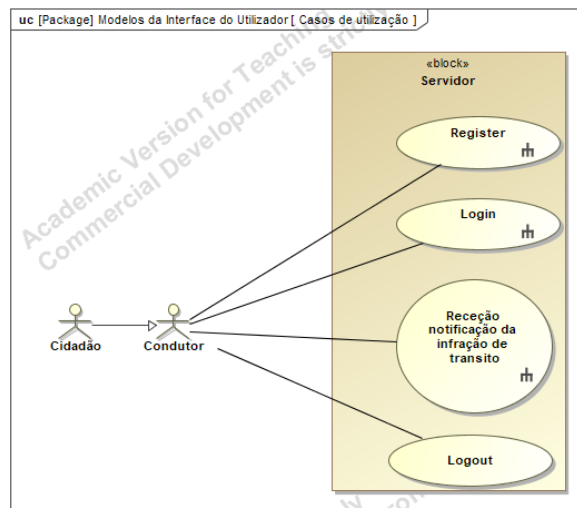 uc [Package] Modelos da Interface do Utilizador [ Casos de utilização ]
Academic Version for Teaching
Commercial Development is strictly
«block»
Servidor
Register
Login
Cidadão
Condutor
Receção
notificação da
infração de
transito
Logout